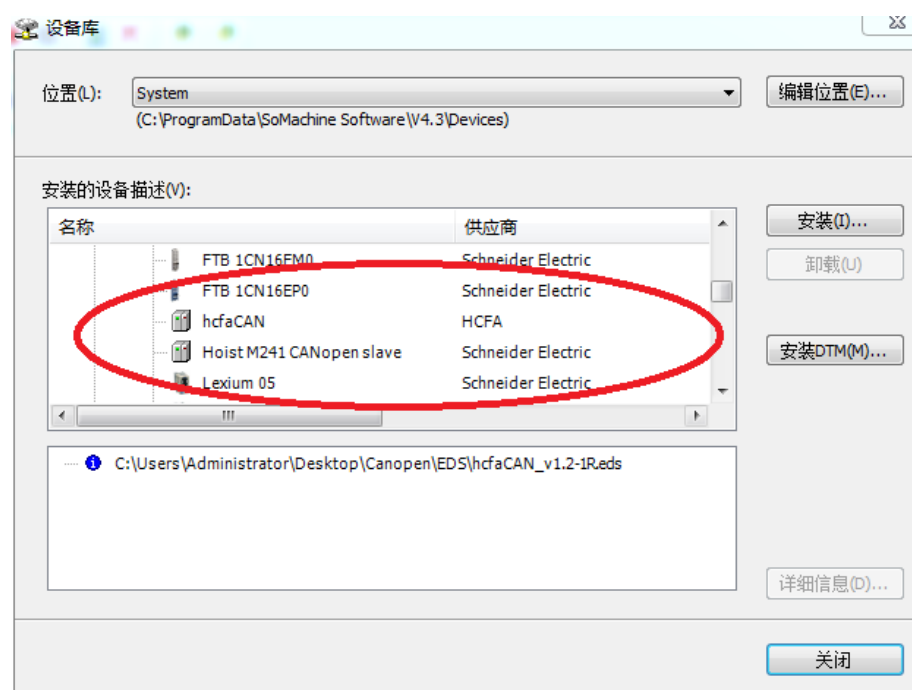 设备库
位置(L): System 编辑位置(E)...
(C:\ProgramData\SoMachine Software\V4.3\Devices)
安装的设备描述(V):
名称 供应商 安装(I)...
FTB 1CN16EM0 Schneider Electric 卸载(U)
FTB 1CN16EP0 Schneider Electric
hcfaCAN HCFA
Hoist M241 CANopen slave Schneider Electric 安装DTM(M)...
Lexium 05 Schneider Electric
C:\Users\Administrator\Desktop\Canopen\EDS\hcfaCAN_v1.2-1R.eds
详细信息(D)...
关闭